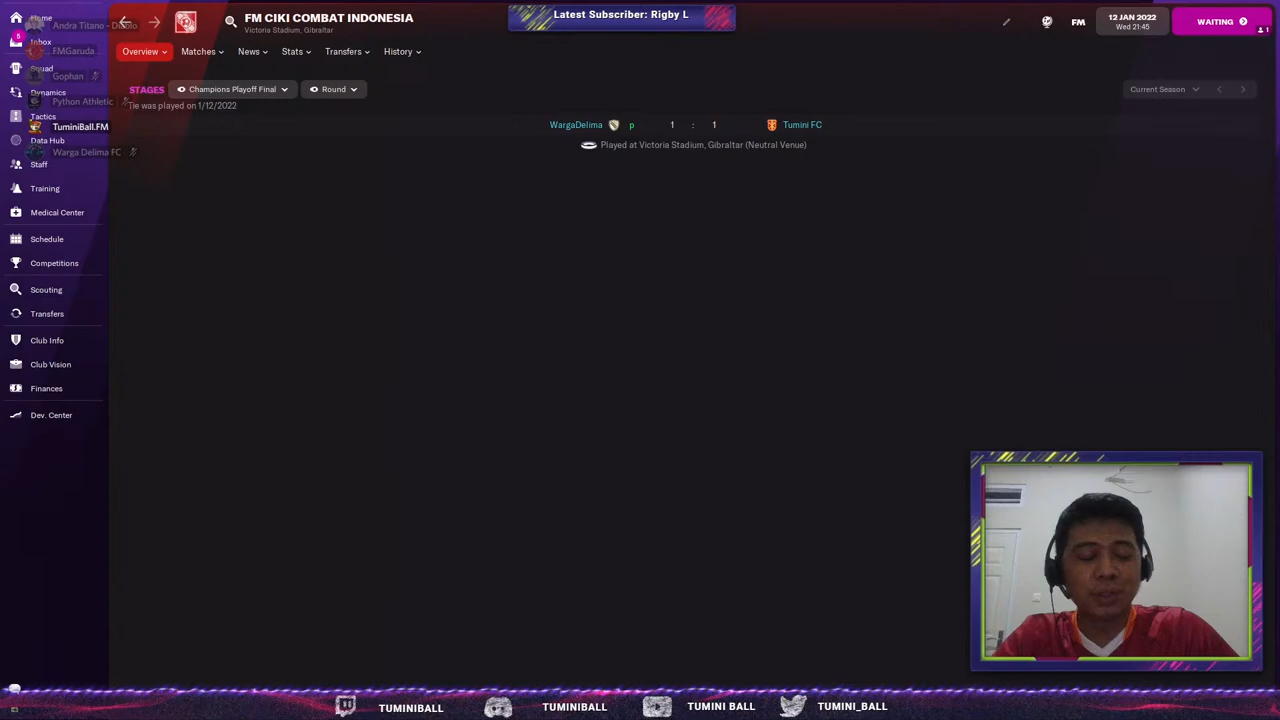 FM CIKI COMBAT INDONESIA
Victoria Stadium, Gibraltar
Latest Subscriber: Rigby L
FM
12 JAN 2022
Wed 21:45
WAITING
1
Overview
Matches
News
Stats
Transfers
History
STAGES
Champions Playoff Final
Round
Current Season
Tie was played on 1/12/2022
WargaDelima p 1 : 1 Tumini FC
Played at Victoria Stadium, Gibraltar (Neutral Venue)
Home
Andra Titano - Diablo
5
Inbox
FMGaruda
Squad
Gophan
Dynamics
Python Athletic
Tactics
TuminiBall.FM
Data Hub
Warga Delima FC
Staff
Training
Medical Center
Schedule
Competitions
Scouting
Transfers
Club Info
Club Vision
Finances
Dev. Center
TUMINIBALL
TUMINIBALL
TUMINI BALL
TUMINI_BALL